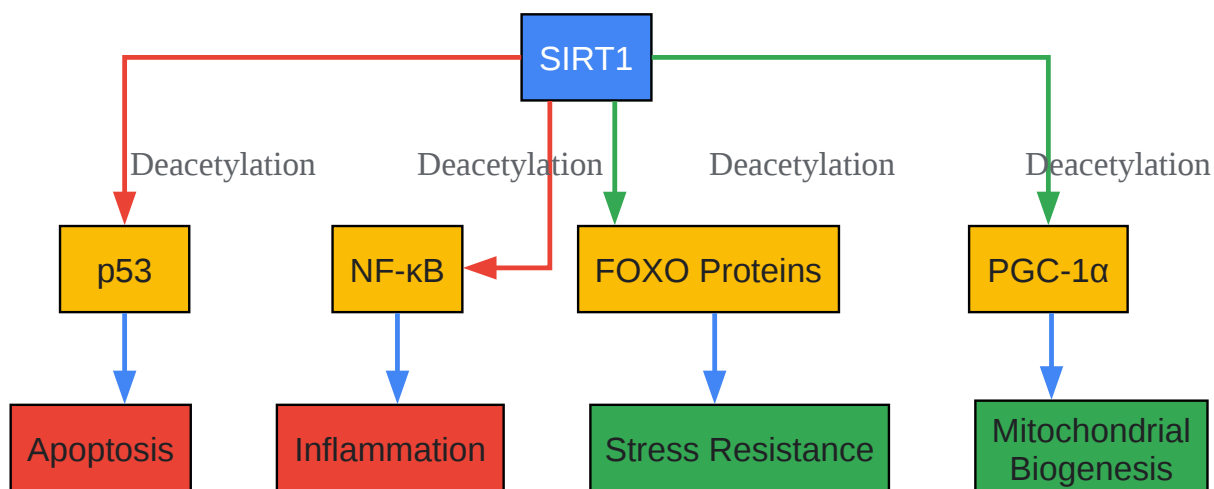 SIRT1
Deacetylation
Deacetylation
Deacetylation
Deacetylation
p53
NF-κB
FOXO Proteins
PGC-1α
Apoptosis
Inflammation
Stress Resistance
Mitochondrial
Biogenesis